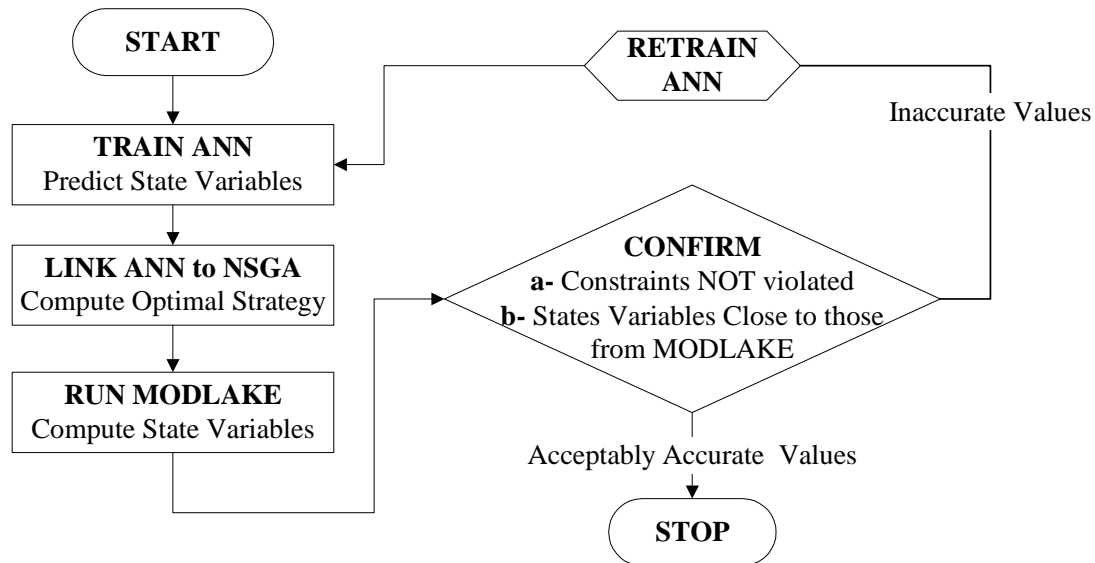 START
TRAIN ANN
Predict State Variables
LINK ANN to NSGA
Compute Optimal Strategy
RUN MODLAKE
Compute State Variables
CONFIRM
a- Constraints NOT violated
b- States Variables Close to those
from MODLAKE
Inaccurate Values
RETRAIN
ANN
Acceptably Accurate Values
STOP